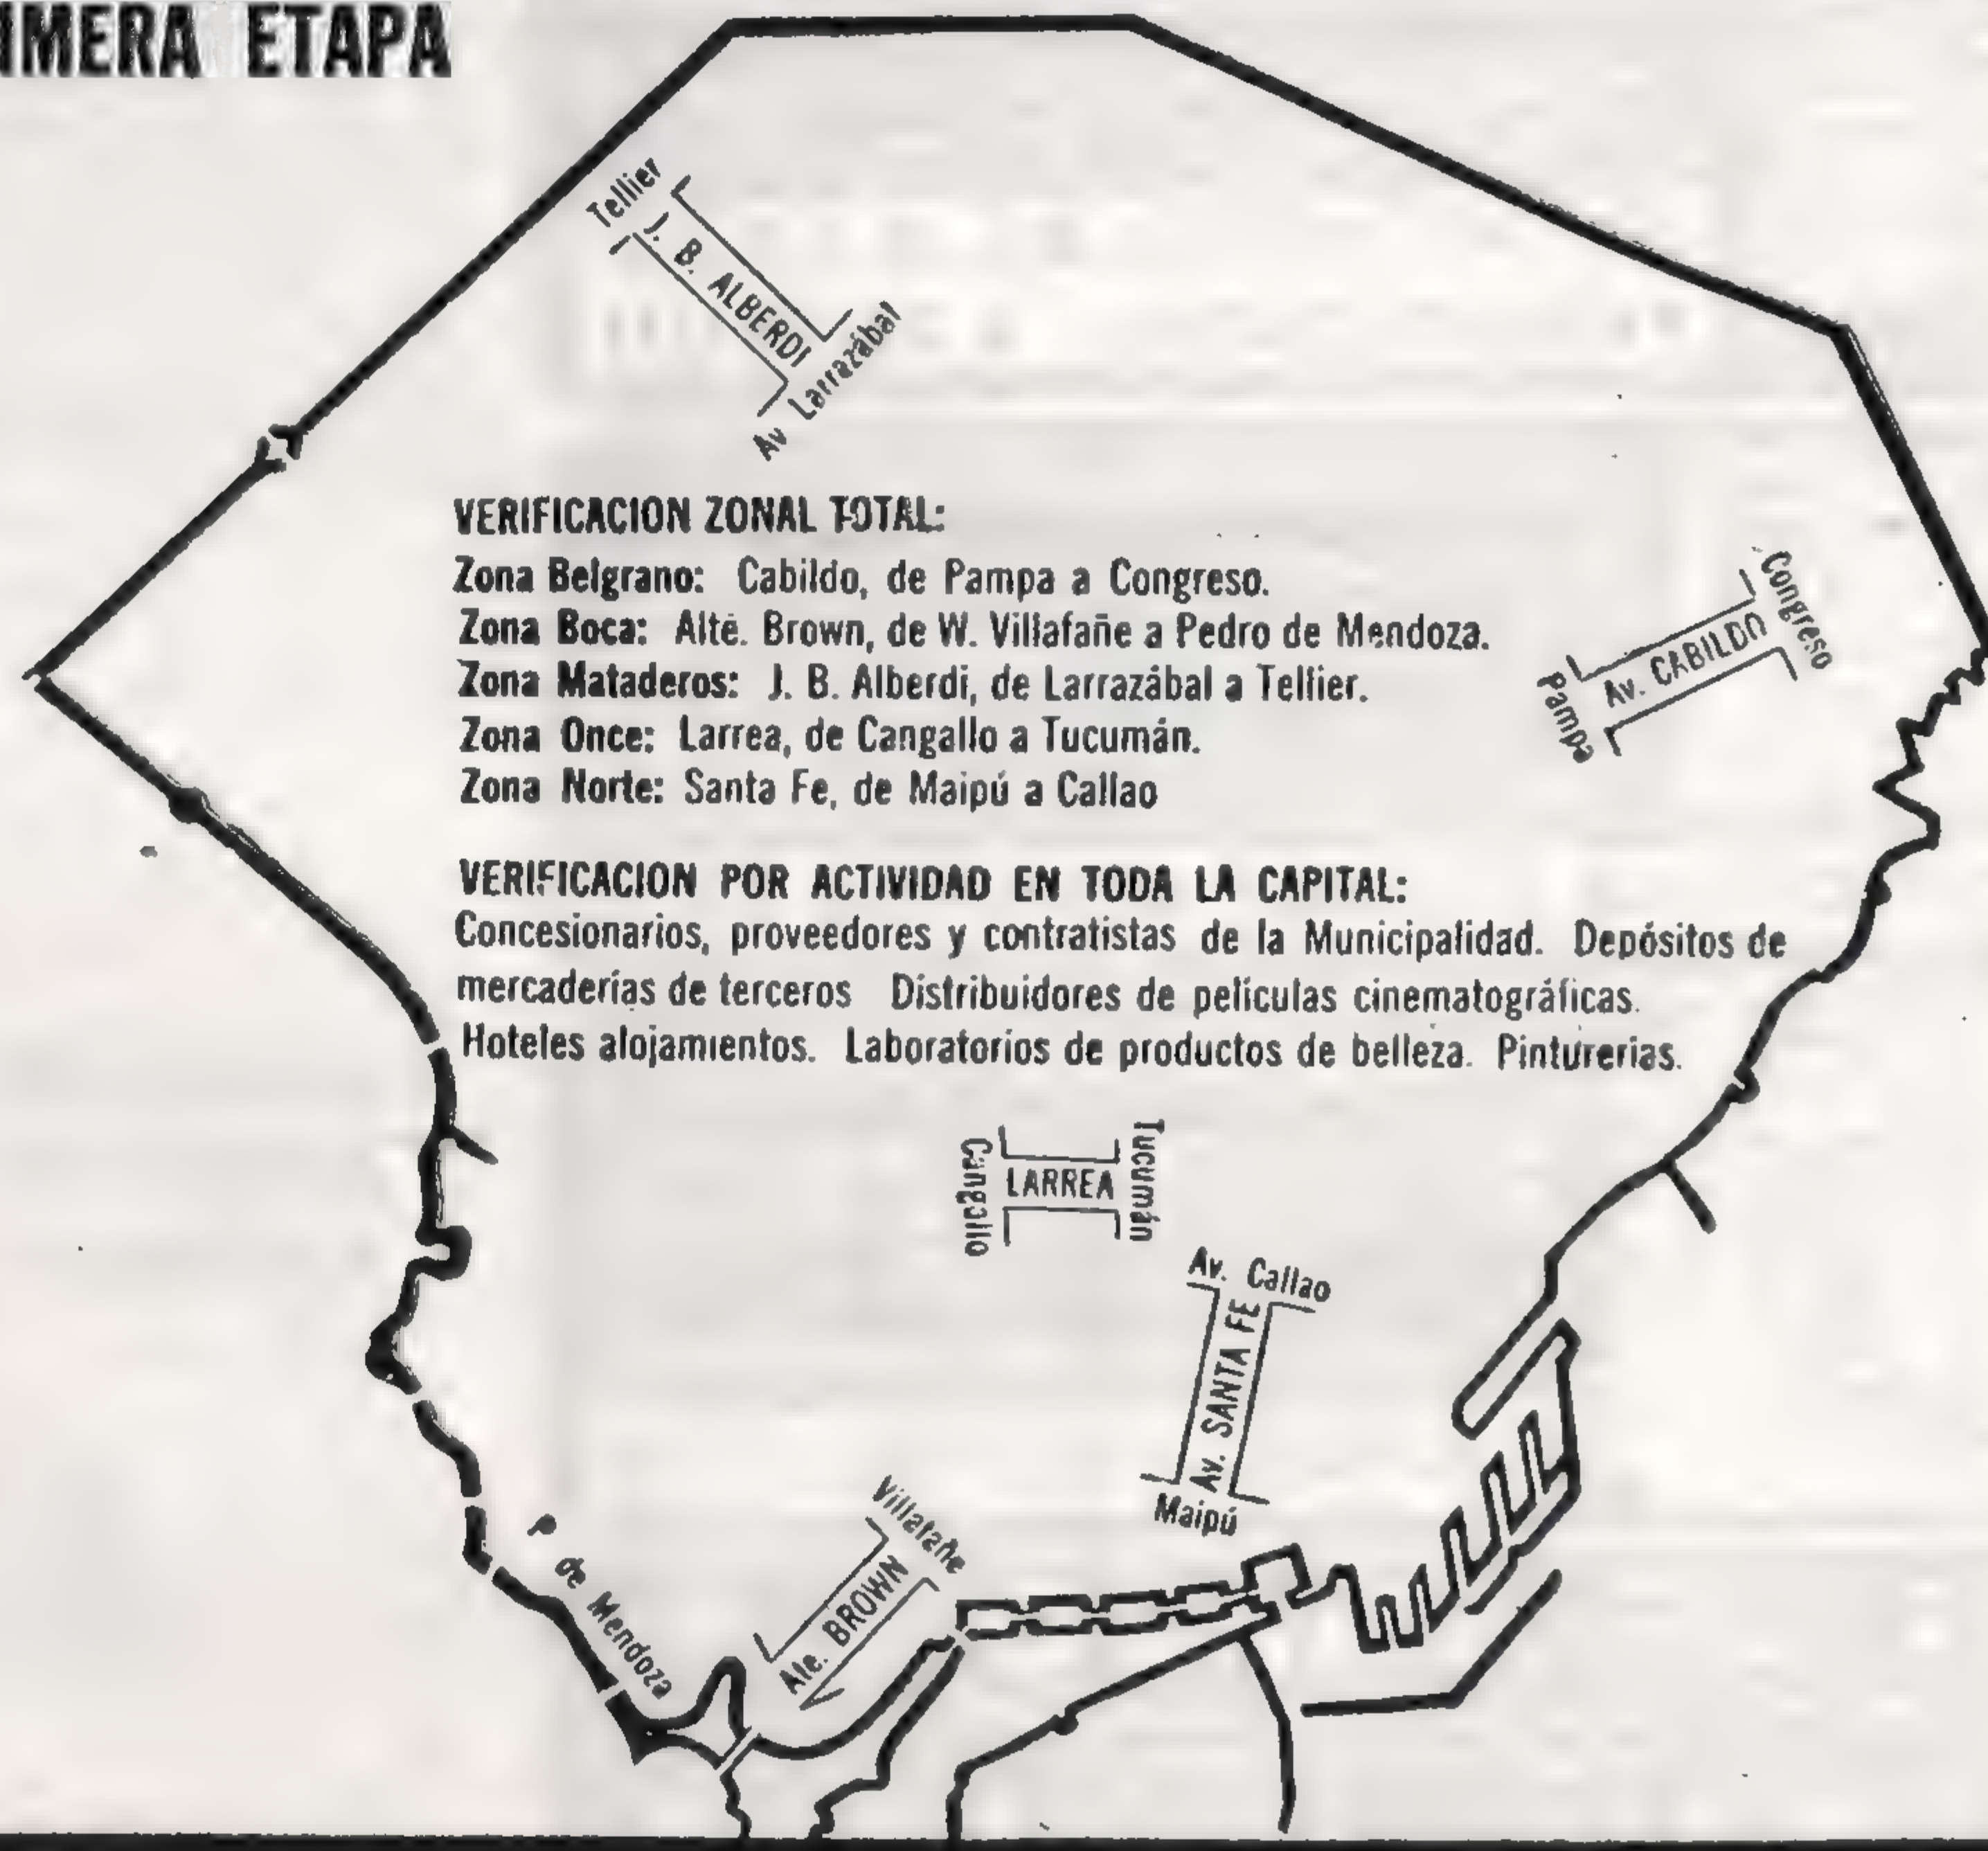 IMERA ETAPA
Tellier
J. B. ALBERDI
Av Larrazábal
VERIFICACION ZONAL TOTAL:
Zona Belgrano: Cabildo, de Pampa a Congreso.
Zona Boca: Alte. Brown, de W. Villafañe a Pedro de Mendoza.
Zona Mataderos: J. B. Alberdi, de Larrazábal a Tellier.
Zona Once: Larrea, de Cangallo a Tucumán.
Zona Norte: Santa Fe, de Maipú a Callao
Congreso
Av. CABILDO
Pampa
VERIFICACION POR ACTIVIDAD EN TODA LA CAPITAL:
Concesionarios, proveedores y contratistas de la Municipalidad. Depósitos de
mercaderías de terceros Distribuidores de películas cinematográficas.
Hoteles alojamientos. Laboratorios de productos de belleza. Pinturerias.
Cangallo
LARREA
Tucumán
Av. Callao
Av. SANTA FE
Maipú
Villafañe
Ale. BROWN
P de Mendoza